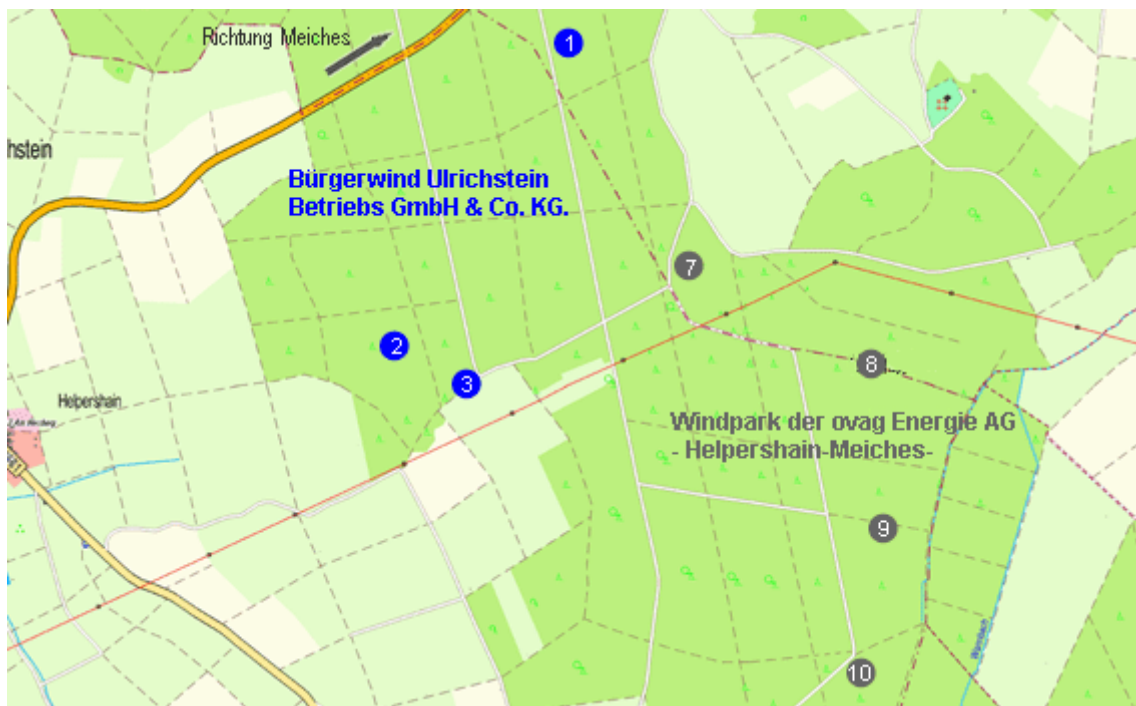 Richtung Meiches
1
hstein
Bürgerwind Ulrichstein
Betriebs GmbH & Co. KG.
7
2
8
3
Helpershain
Windpark der ovag Energie AG
- Helpershain-Meiches-
9
10